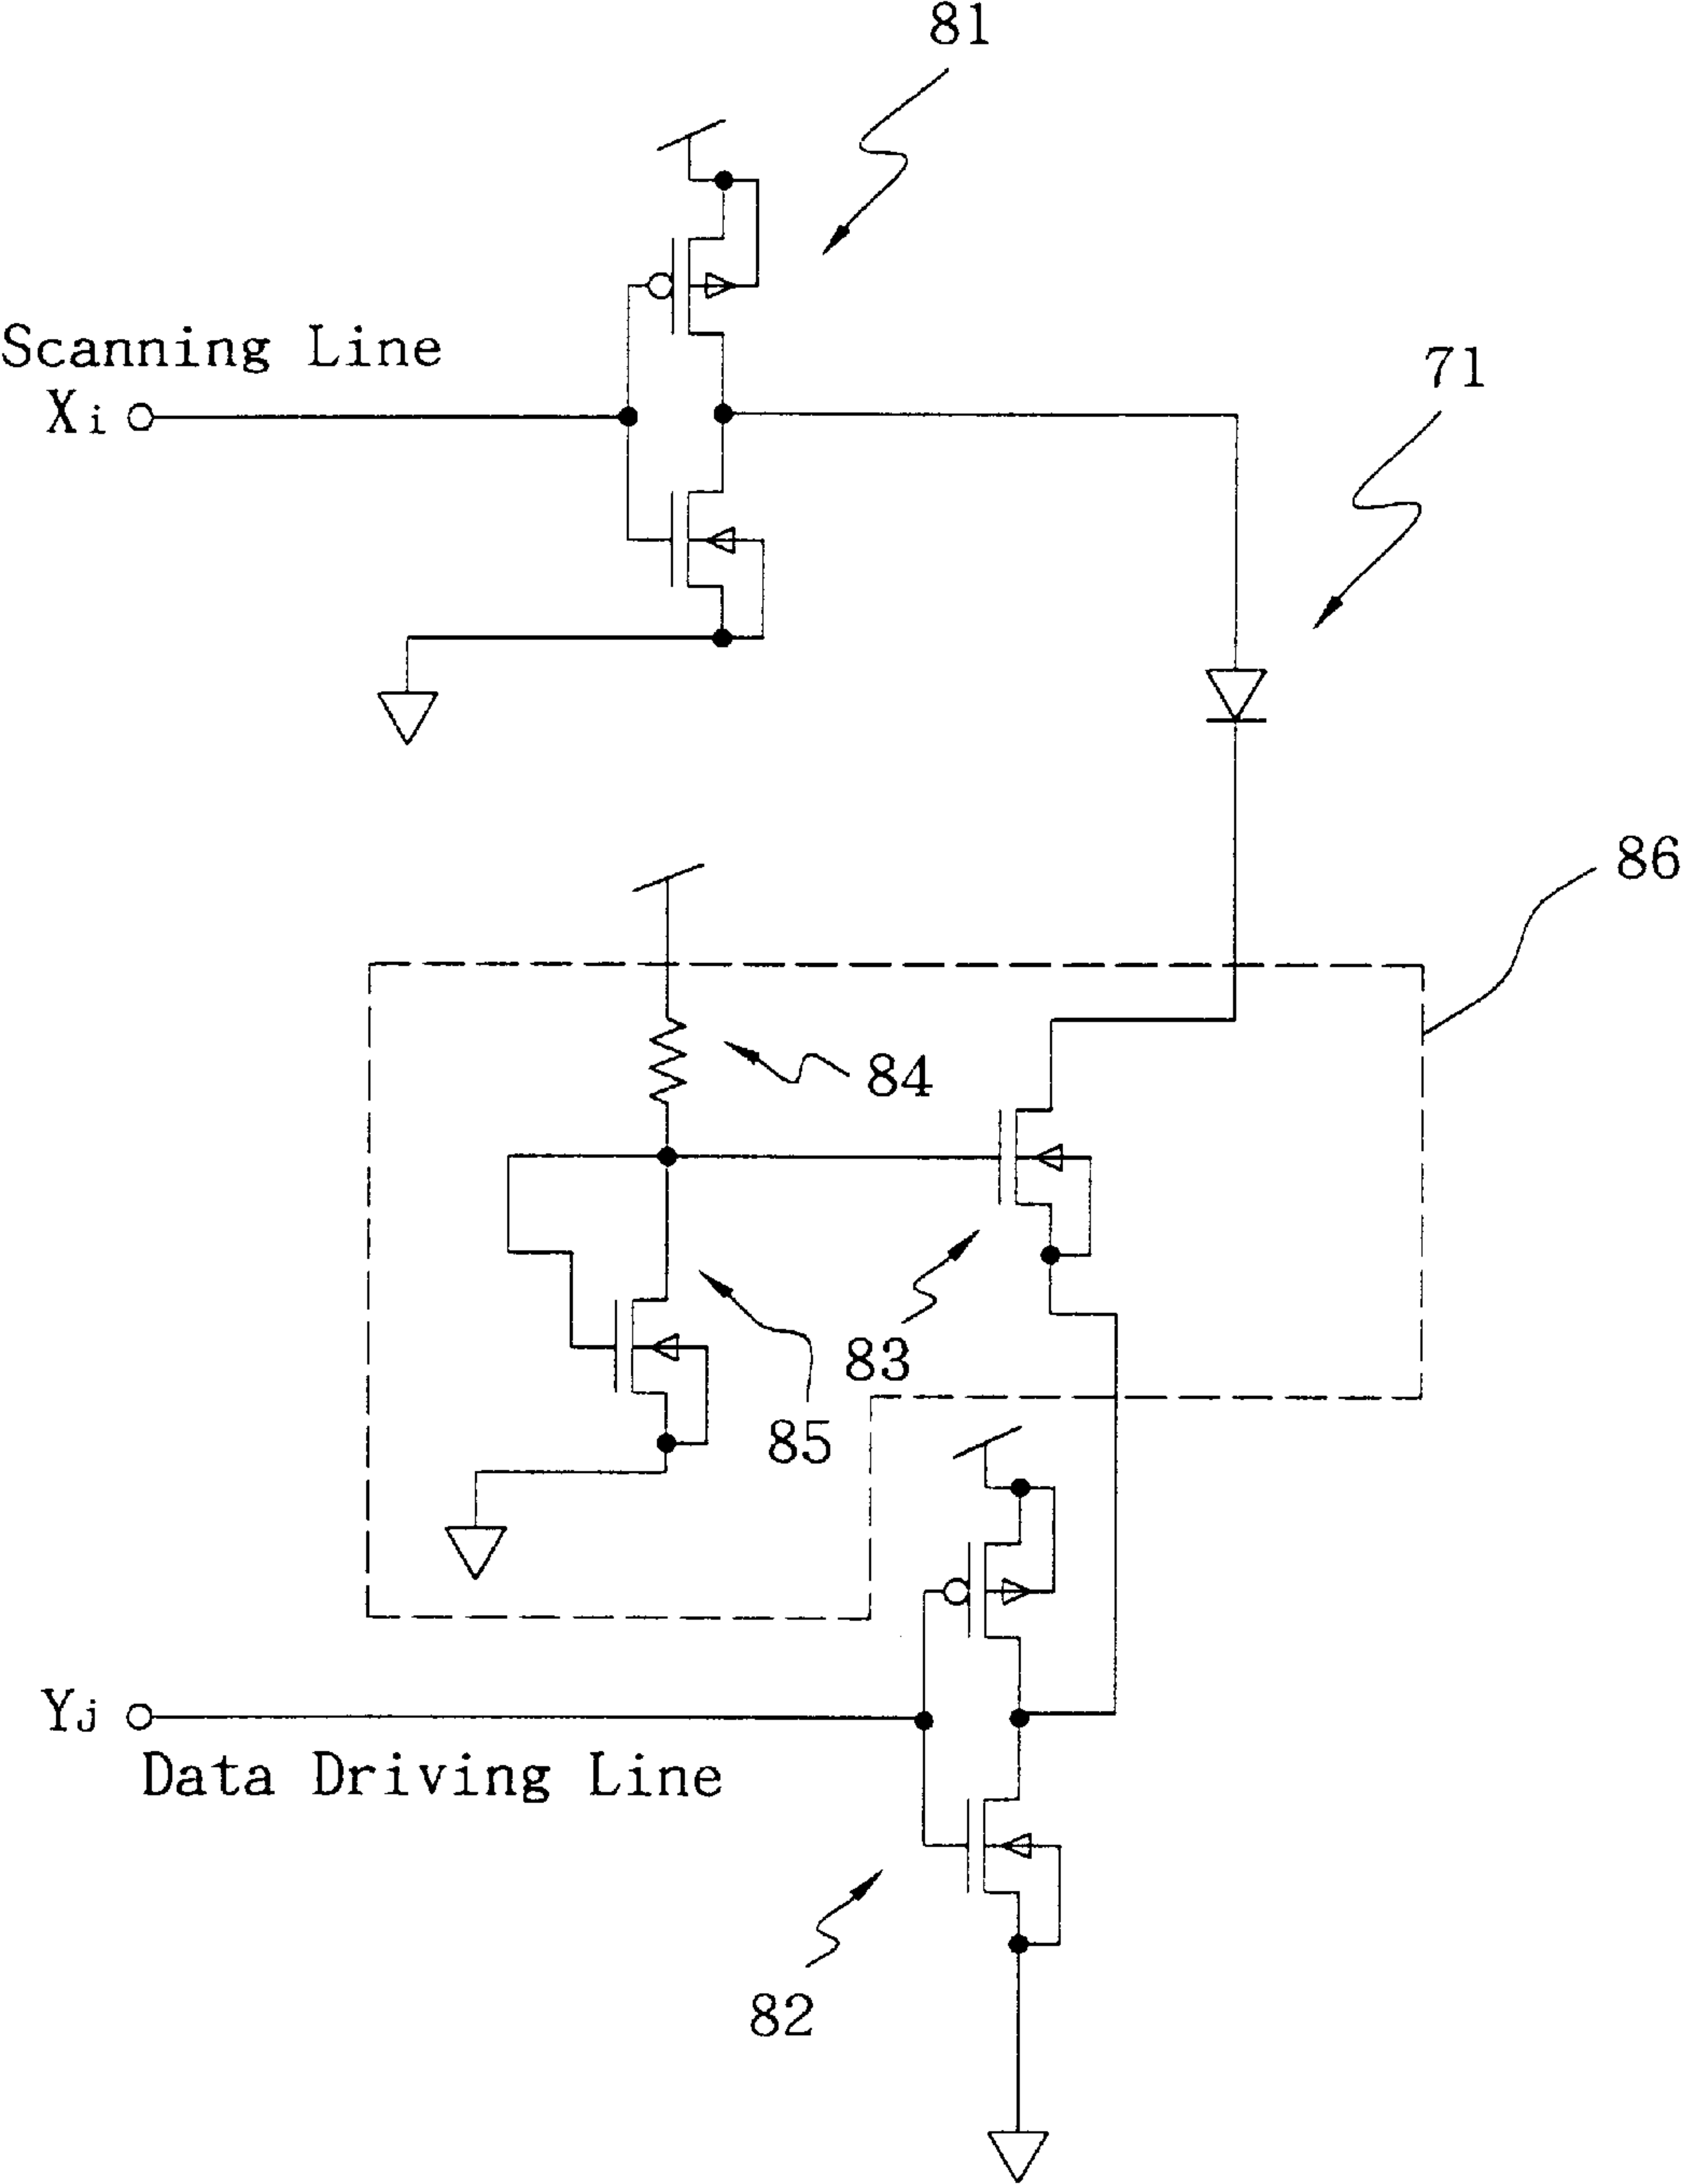 81
Scanning Line
Xi
71
86
84
83
85
Yj
Data Driving Line
82